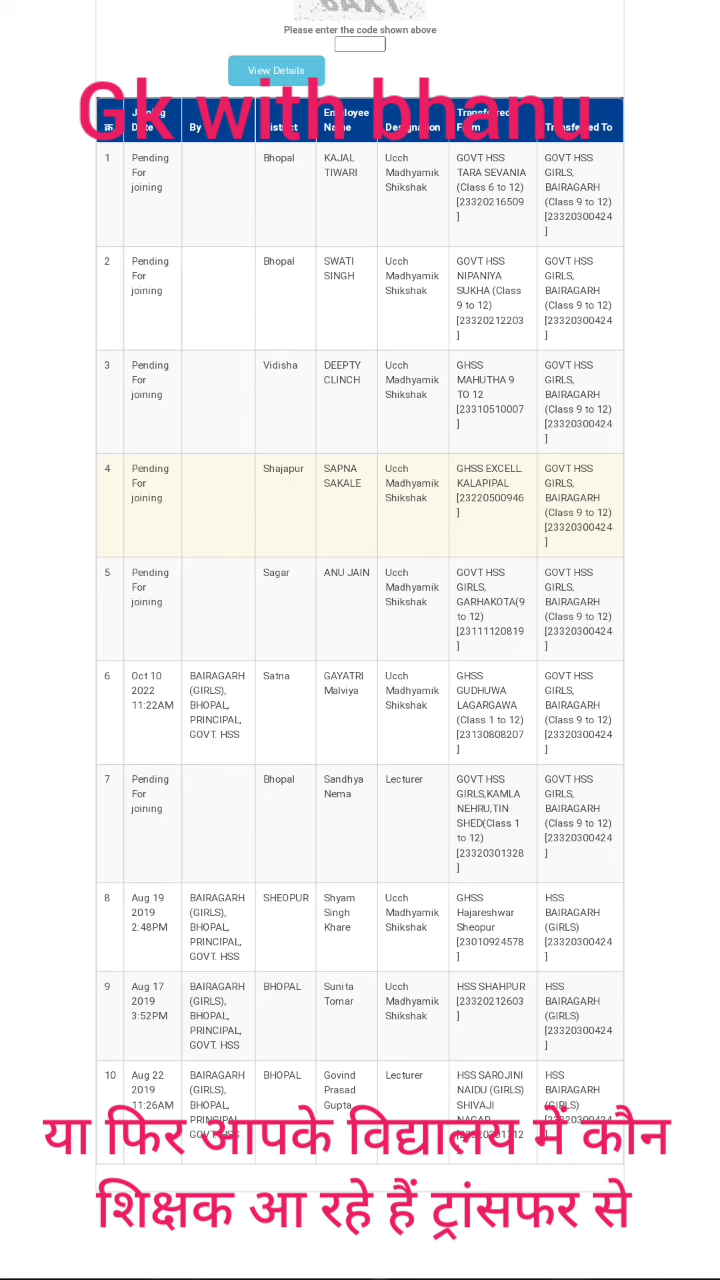 Please enter the code shown above
View Details
Gk with bhanu
क्र. Joining Date By District Employee Name Designation Transferred From Transferred To
1 Pending For joining Bhopal KAJAL TIWARI Ucch Madhyamik Shikshak GOVT HSS TARA SEVANIA (Class 6 to 12) [23320216509] GOVT HSS GIRLS, BAIRAGARH (Class 9 to 12) [23320300424]
2 Pending For joining Bhopal SWATI SINGH Ucch Madhyamik Shikshak GOVT HSS NIPANIYA SUKHA (Class 9 to 12) [23320212203] GOVT HSS GIRLS, BAIRAGARH (Class 9 to 12) [23320300424]
3 Pending For joining Vidisha DEEPTY CLINCH Ucch Madhyamik Shikshak GHSS MAHUTHA 9 TO 12 [23310510007] GOVT HSS GIRLS, BAIRAGARH (Class 9 to 12) [23320300424]
4 Pending For joining Shajapur SAPNA SAKALE Ucch Madhyamik Shikshak GHSS EXCELL KALAPIPAL [23220500946] GOVT HSS GIRLS, BAIRAGARH (Class 9 to 12) [23320300424]
5 Pending For joining Sagar ANU JAIN Ucch Madhyamik Shikshak GOVT HSS GIRLS, GARHAKOTA(9 to 12) [23111120819] GOVT HSS GIRLS, BAIRAGARH (Class 9 to 12) [23320300424]
6 Oct 10 2022 11:22AM BAIRAGARH (GIRLS), BHOPAL, PRINCIPAL, GOVT. HSS Satna GAYATRI Malviya Ucch Madhyamik Shikshak GHSS GUDHUWA LAGARGAWA (Class 1 to 12) [23130808207] GOVT HSS GIRLS, BAIRAGARH (Class 9 to 12) [23320300424]
7 Pending For joining Bhopal Sandhya Nema Lecturer GOVT HSS GIRLS,KAMLA NEHRU,TIN SHED(Class 1 to 12) [23320301328] GOVT HSS GIRLS, BAIRAGARH (Class 9 to 12) [23320300424]
8 Aug 19 2019 2:48PM BAIRAGARH (GIRLS), BHOPAL, PRINCIPAL, GOVT. HSS SHEOPUR Shyam Singh Khare Ucch Madhyamik Shikshak GHSS Hajareshwar Sheopur [23010924578] HSS BAIRAGARH (GIRLS) [23320300424]
9 Aug 17 2019 3:52PM BAIRAGARH (GIRLS), BHOPAL, PRINCIPAL, GOVT. HSS BHOPAL Sunita Tomar Ucch Madhyamik Shikshak HSS SHAHPUR [23320212603] HSS BAIRAGARH (GIRLS) [23320300424]
10 Aug 22 2019 11:26AM BAIRAGARH (GIRLS), BHOPAL, PRINCIPAL, GOVT. HSS BHOPAL Govind Prasad Gupta Lecturer HSS SAROJINI NAIDU (GIRLS) SHIVAJI NAGAR HSS BAIRAGARH (GIRLS) [23320300424]
या फिर आपके विद्यालय में कौन
शिक्षक आ रहे हैं ट्रांसफर से